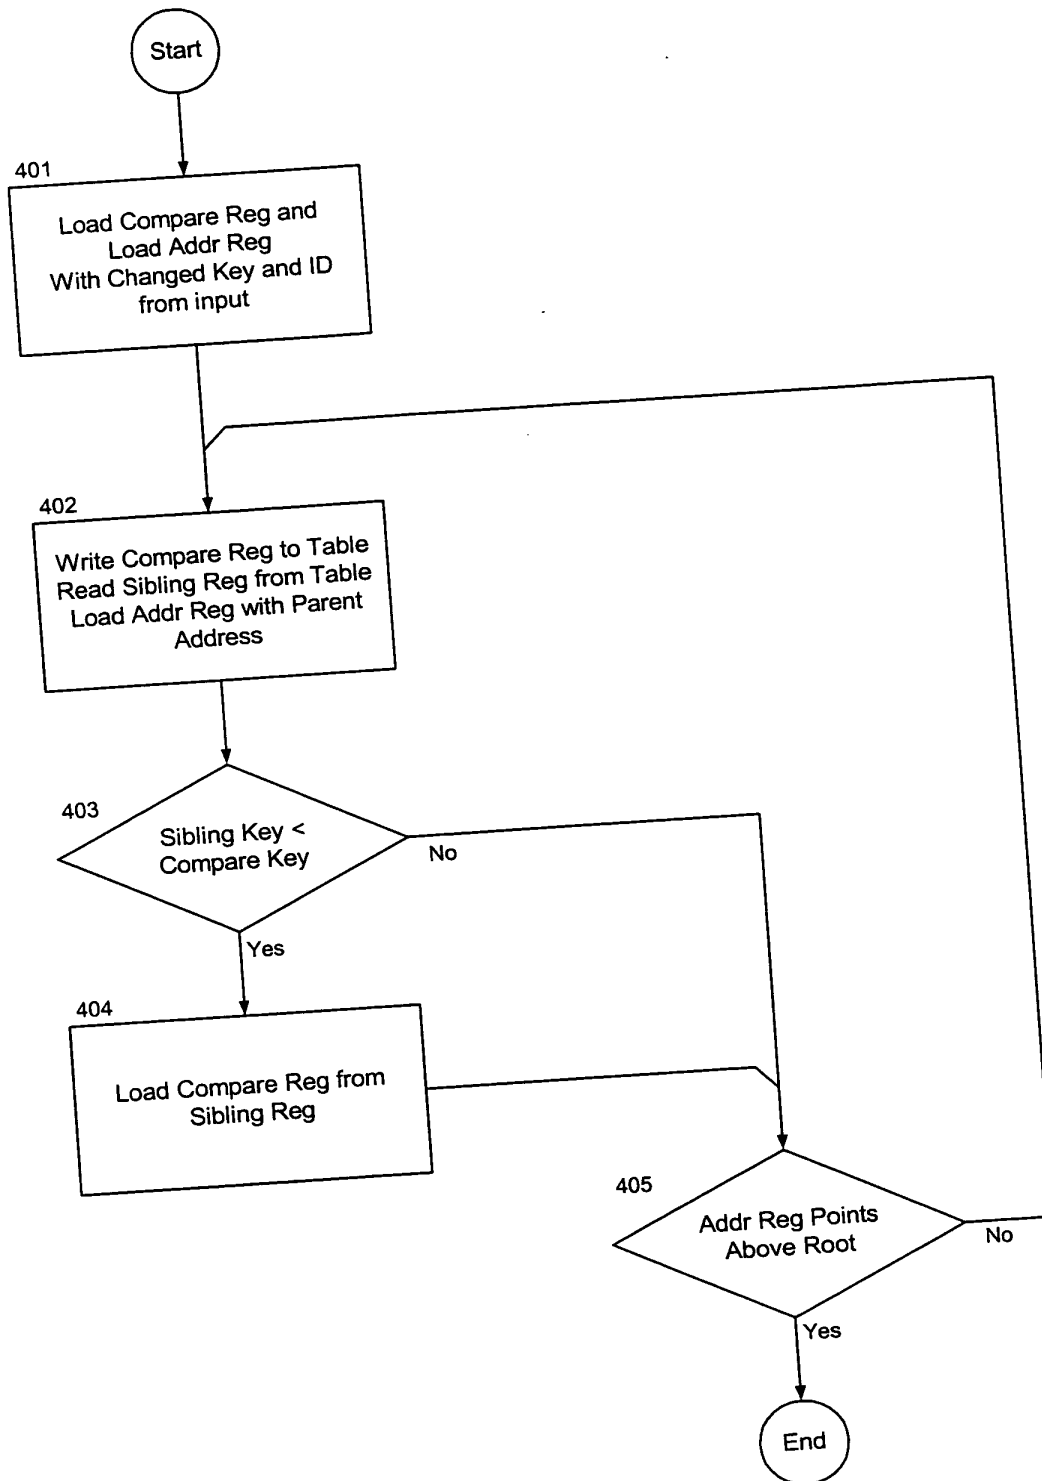 Start
401
Load Compare Reg and
Load Addr Reg
With Changed Key and ID
from input
402
Write Compare Reg to Table
Read Sibling Reg from Table
Load Addr Reg with Parent
Address
403
Sibling Key <
Compare Key
No
Yes
404
Load Compare Reg from
Sibling Reg
405
Addr Reg Points
Above Root
No
Yes
End